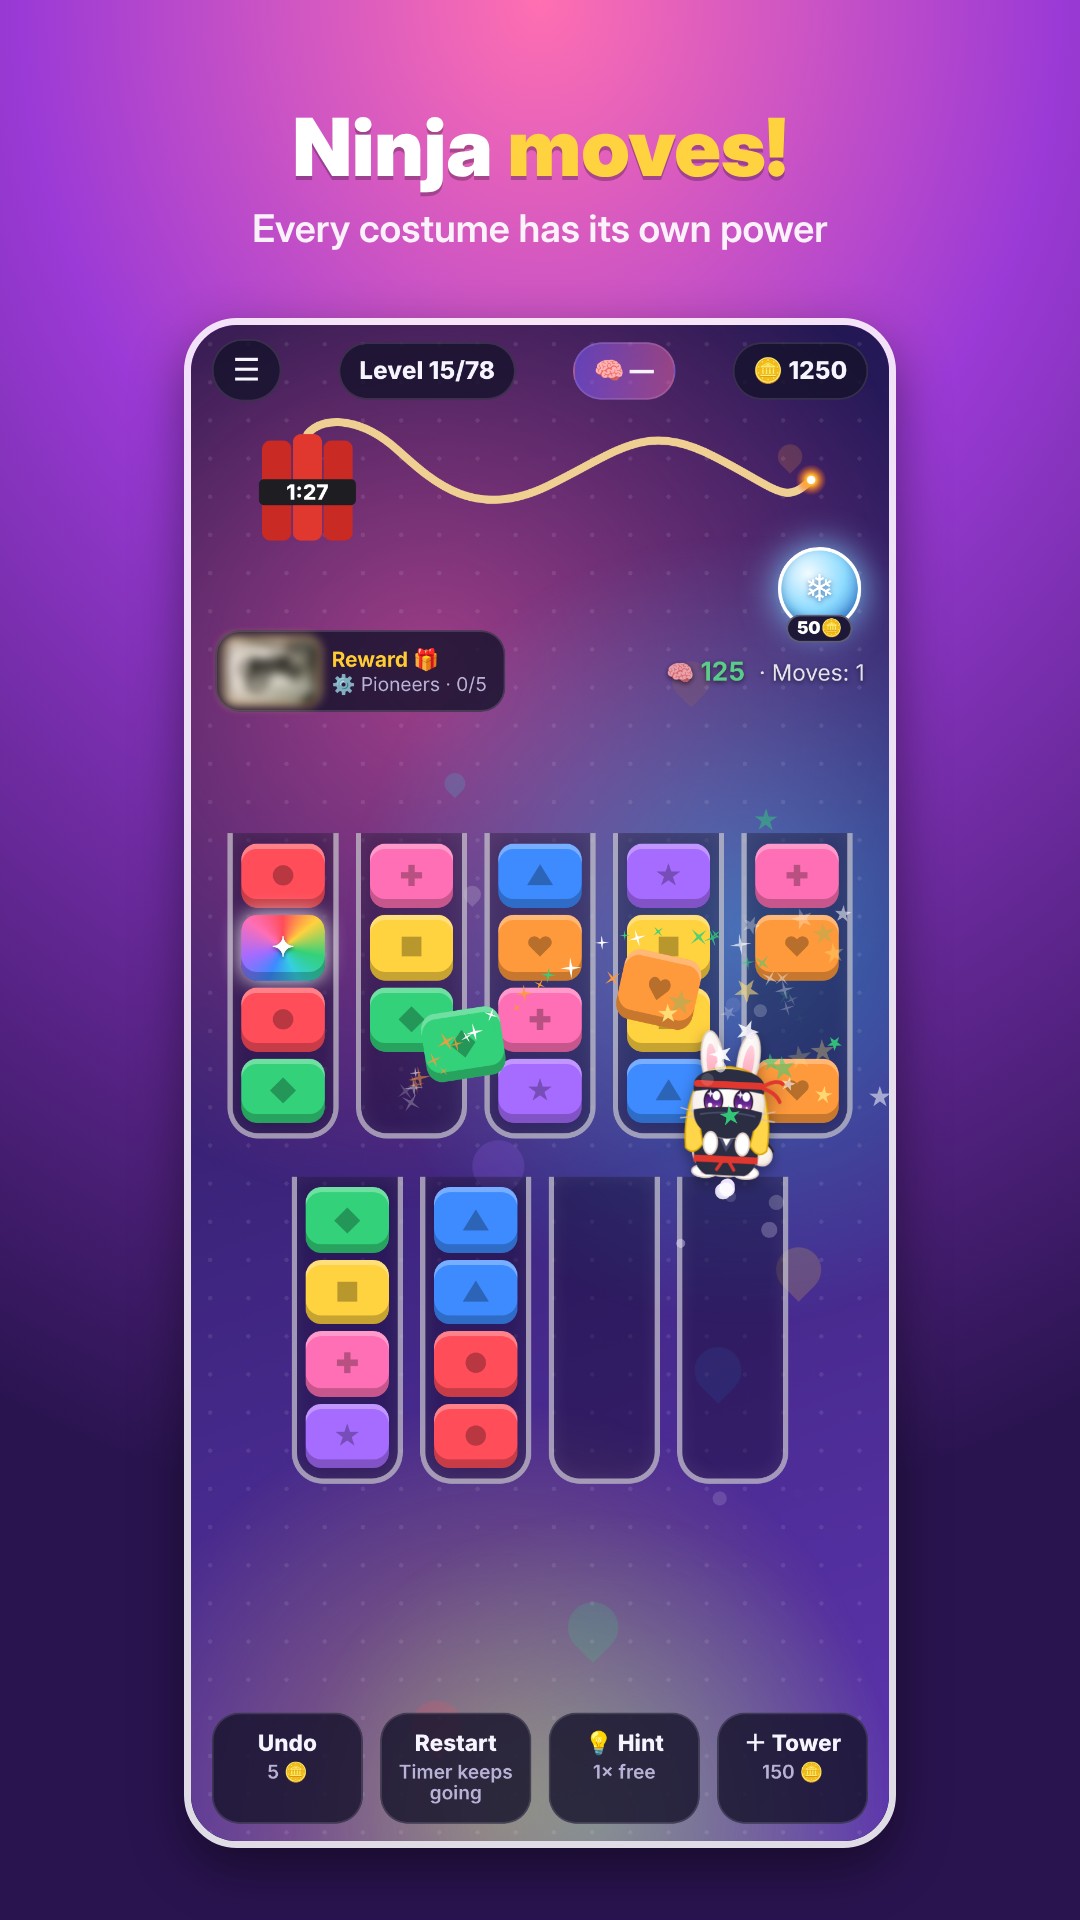 Ninja moves!
Every costume has its own power
Level 15/78
—
1250
1:27
50
Reward
Pioneers · 0/5
125 · Moves: 1
Undo
5
Restart
Timer keeps
going
Hint
1× free
+ Tower
150